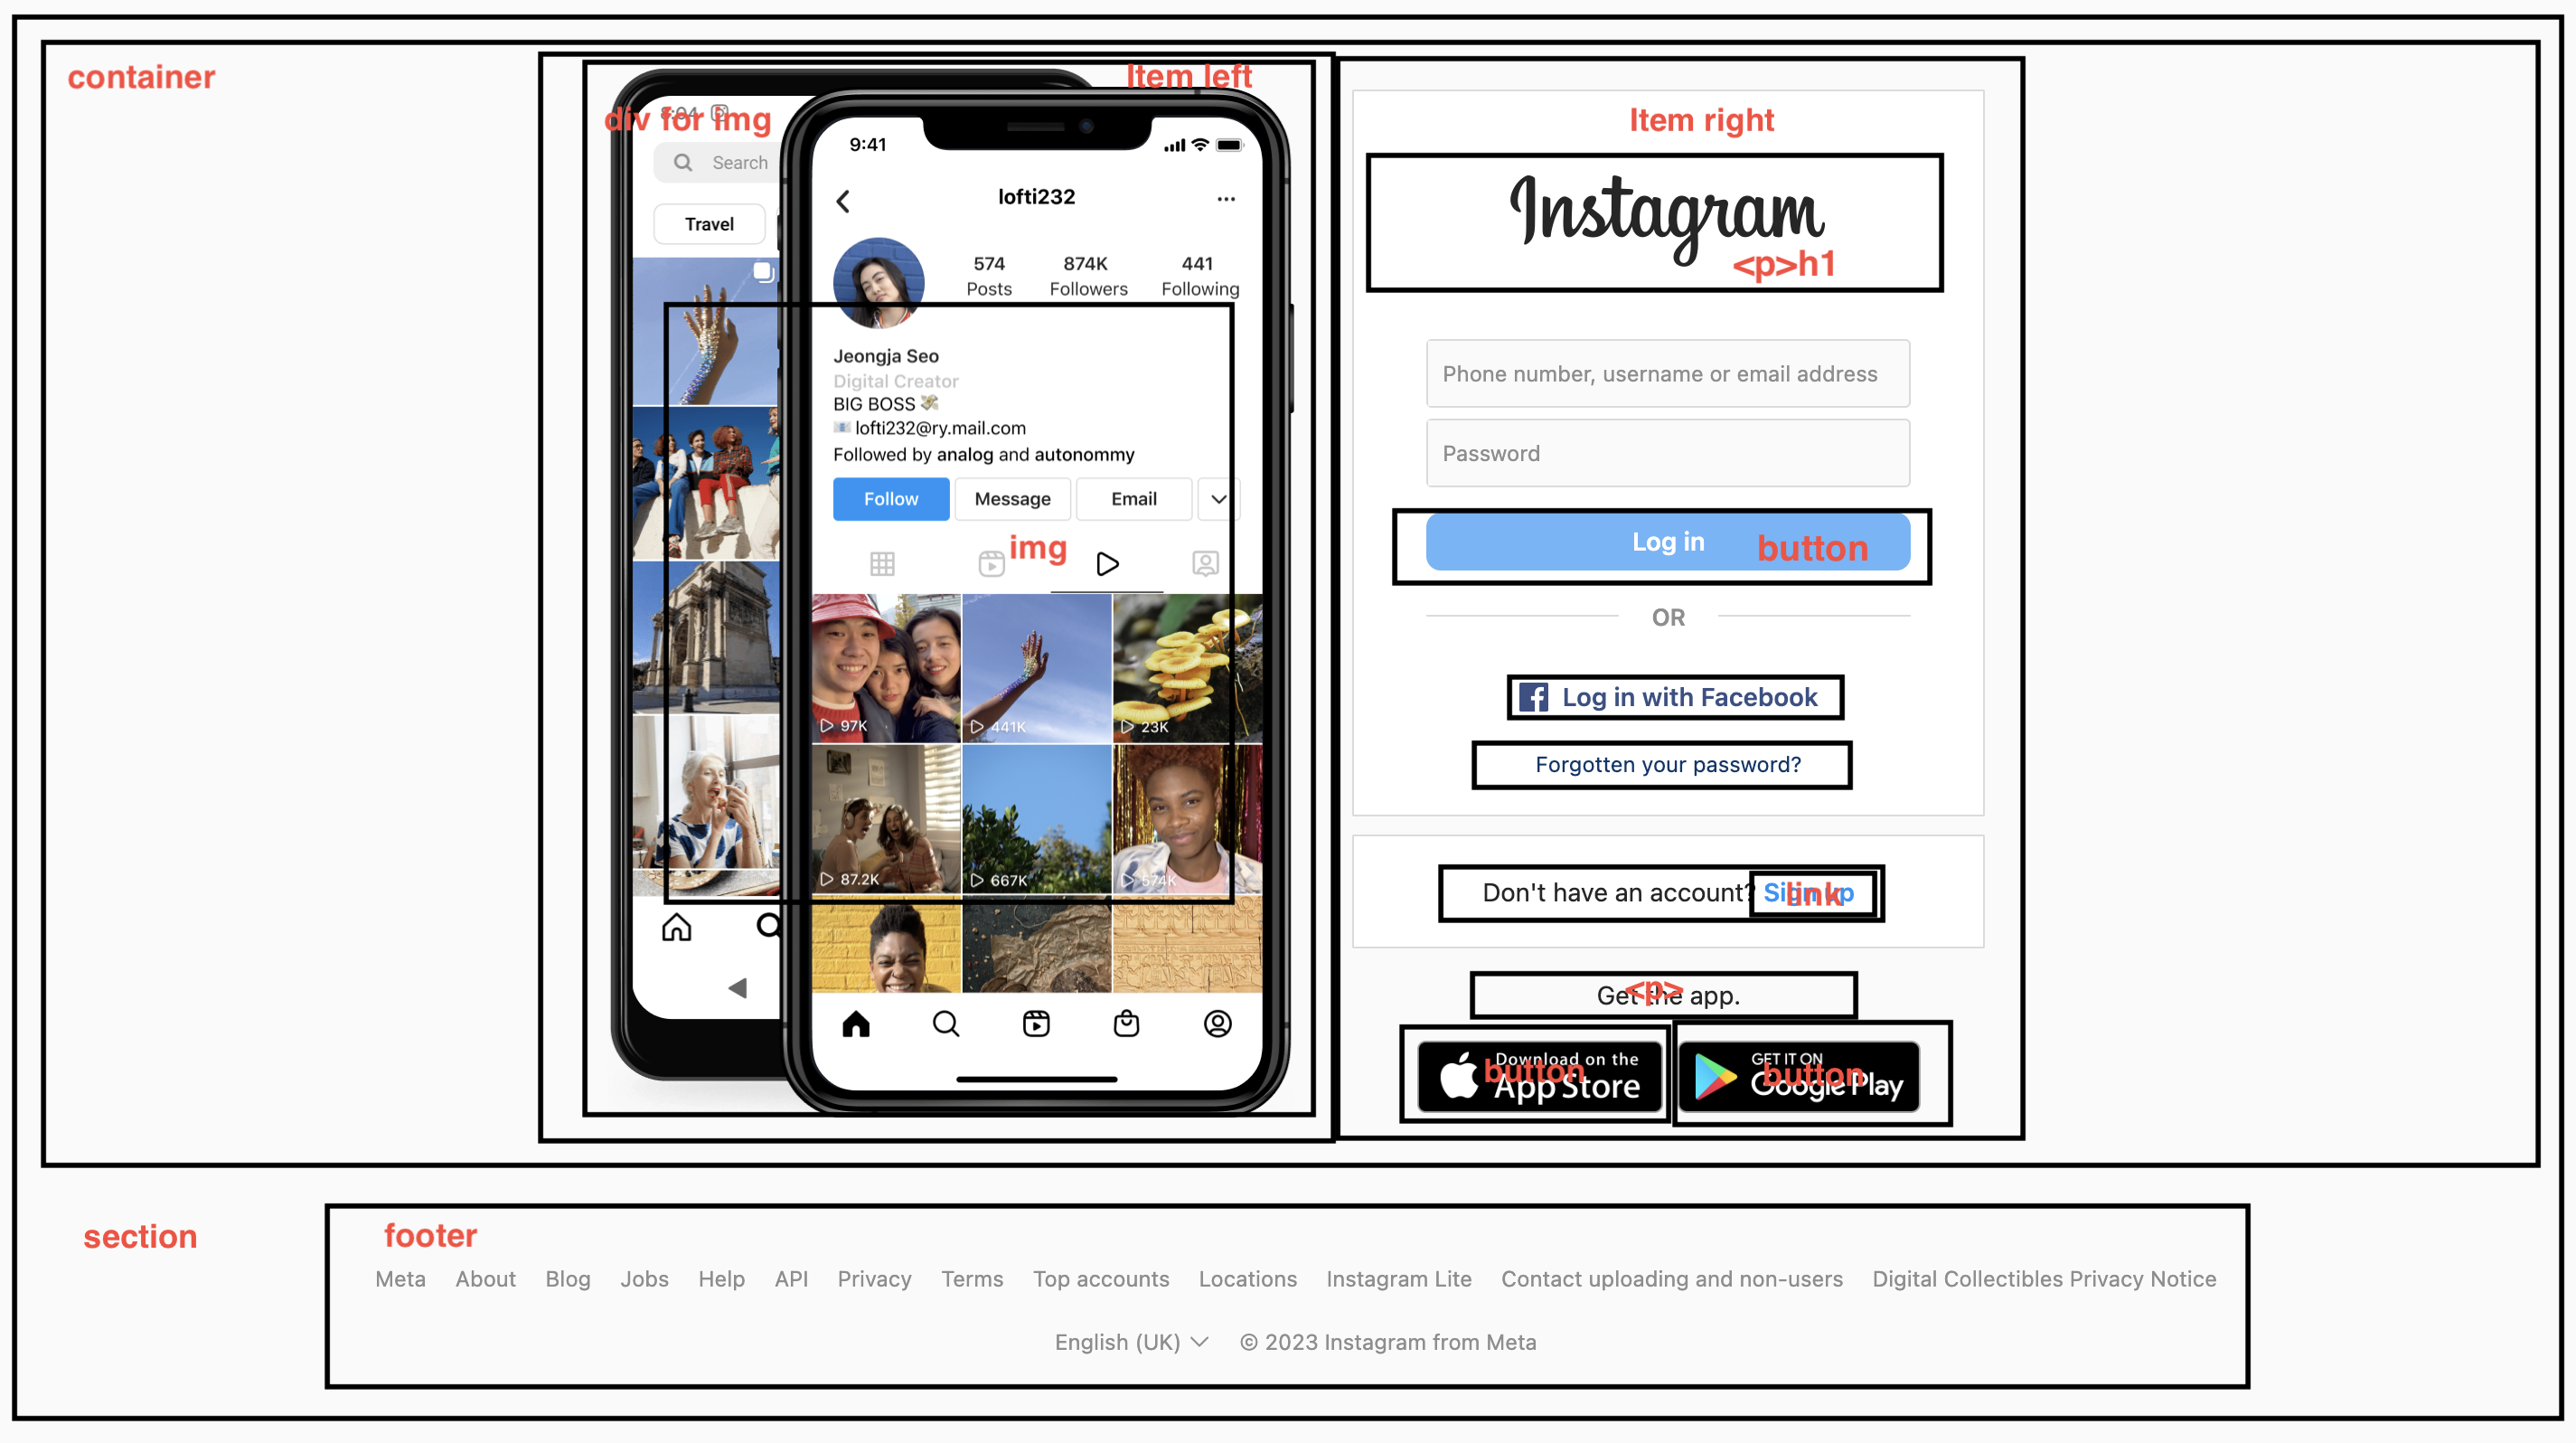 container
Item left
div for img
8:04
Search
Travel
9:41
lofti232
574
Posts
874K
Followers
441
Following
Jeongja Seo
Digital Creator
BIG BOSS 💸
📧 lofti232@ry.mail.com
Followed by analog and autonommy
Follow
Message
Email
img
97K
441K
23K
87.2K
667K
574K
Item right
Instagram
<p>h1
Phone number, username or email address
Password
Log in
button
OR
Log in with Facebook
Forgotten your password?
Don't have an account? Sign up
link
Get the app.
<p>
Download on the
App Store
button
GET IT ON
Google Play
button
section
footer
Meta About Blog Jobs Help API Privacy Terms Top accounts Locations Instagram Lite Contact uploading and non-users Digital Collectibles Privacy Notice
English (UK) © 2023 Instagram from Meta